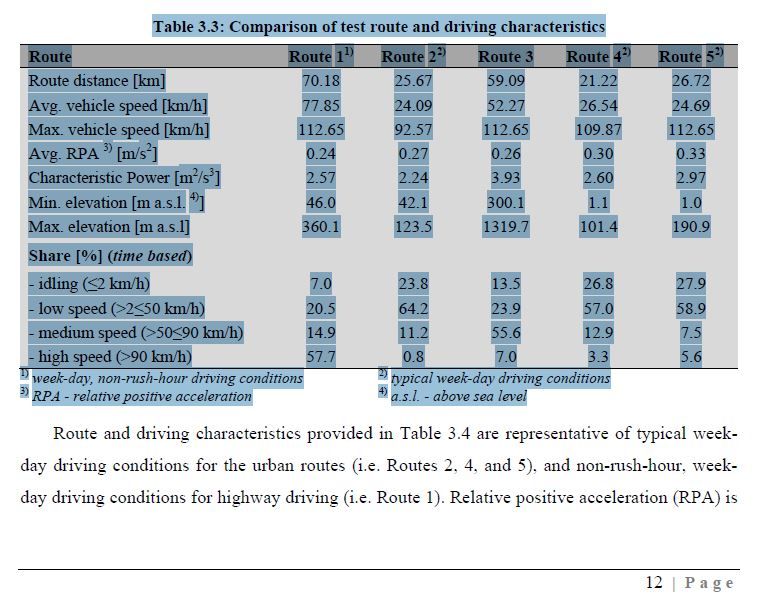 Table 3.3: Comparison of test route and driving characteristics
Route Route 1 1) Route 2 2) Route 3 Route 4 2) Route 5 2)
Route distance [km] 70.18 25.67 59.09 21.22 26.72
Avg. vehicle speed [km/h] 77.85 24.09 52.27 26.54 24.69
Max. vehicle speed [km/h] 112.65 92.57 112.65 109.87 112.65
Avg. RPA 3) [m/s2] 0.24 0.27 0.26 0.30 0.33
Characteristic Power [m2/s3] 2.57 2.24 3.93 2.60 2.97
Min. elevation [m a.s.l. 4)] 46.0 42.1 300.1 1.1 1.0
Max. elevation [m a.s.l] 360.1 123.5 1319.7 101.4 190.9
Share [%] (time based)
- idling (≤2 km/h) 7.0 23.8 13.5 26.8 27.9
- low speed (>2≤50 km/h) 20.5 64.2 23.9 57.0 58.9
- medium speed (>50≤90 km/h) 14.9 11.2 55.6 12.9 7.5
- high speed (>90 km/h) 57.7 0.8 7.0 3.3 5.6
1) week-day, non-rush-hour driving conditions 2) typical week-day driving conditions
3) RPA - relative positive acceleration 4) a.s.l. - above sea level
Route and driving characteristics provided in Table 3.4 are representative of typical week-
day driving conditions for the urban routes (i.e. Routes 2, 4, and 5), and non-rush-hour, week-
day driving conditions for highway driving (i.e. Route 1). Relative positive acceleration (RPA) is
12 | Page